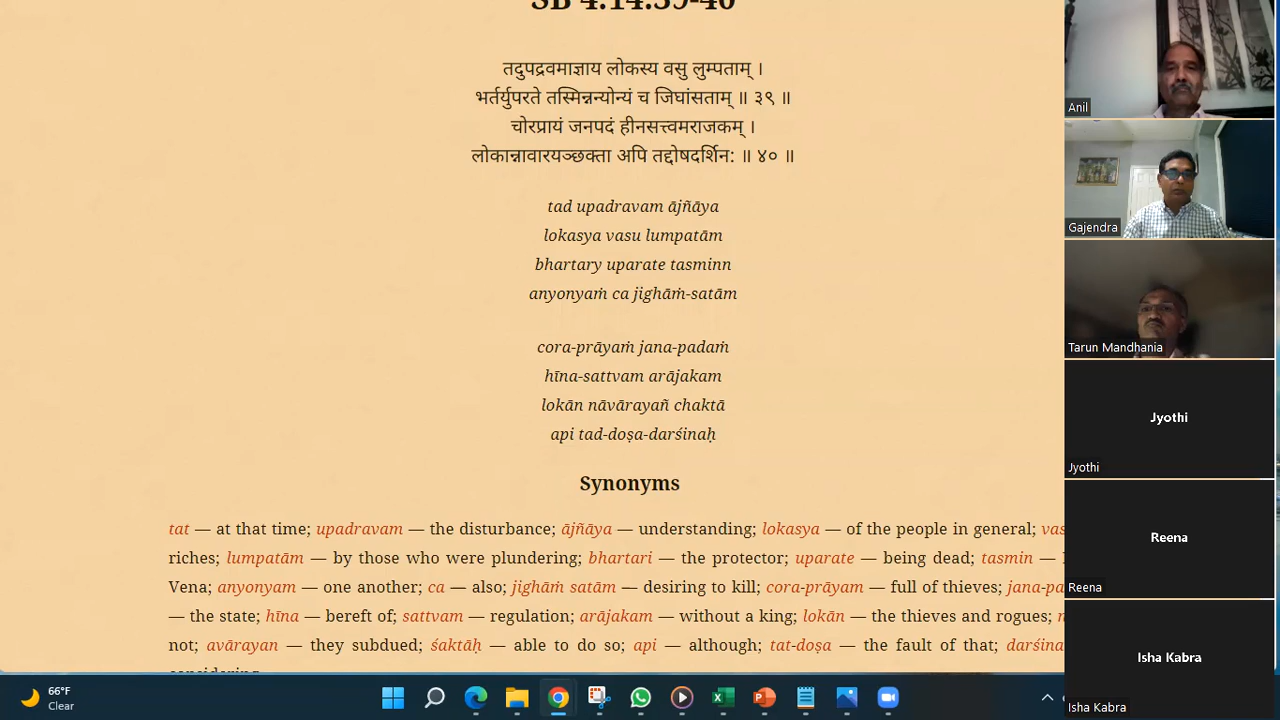 SB 4.14.39-40
तदुपद्रवमाज्ञाय लोकस्य वसु लुम्पताम् ।
भर्तर्युपरते तस्मिन्नन्योन्यं च जिघांसताम् ॥ ३९ ॥
चोरप्रायं जनपदं हीनसत्त्वमराजकम् ।
लोकान्नावारयञ्छक्ता अपि तद्दोषदर्शिन: ॥ ४० ॥
tad upadravam ājñāya
lokasya vasu lumpatām
bhartary uparate tasminn
anyonyaṁ ca jighāṁ-satām
cora-prāyaṁ jana-padaṁ
hīna-sattvam arājakam
lokān nāvārayañ chaktā
api tad-doṣa-darśinaḥ
Synonyms
tat — at that time; upadravam — the disturbance; ājñāya — understanding; lokasya — of the people in general;
riches; lumpatām — by those who were plundering; bhartari — the protector; uparate — being dead; tasmin —
Vena; anyonyam — one another; ca — also; jighāṁ satām — desiring to kill; cora-prāyam — full of thieves;
— the state; hīna — bereft of; sattvam — regulation; arājakam — without a king; lokān — the thieves and rogues;
not; avārayan — they subdued; śaktāḥ — able to do so; api — although; tat-doṣa — the fault of that;
considering
Anil
Gajendra
Tarun Mandhania
Jyothi
Jyothi
Reena
Reena
Isha Kabra
Isha Kabra
66°F
Clear